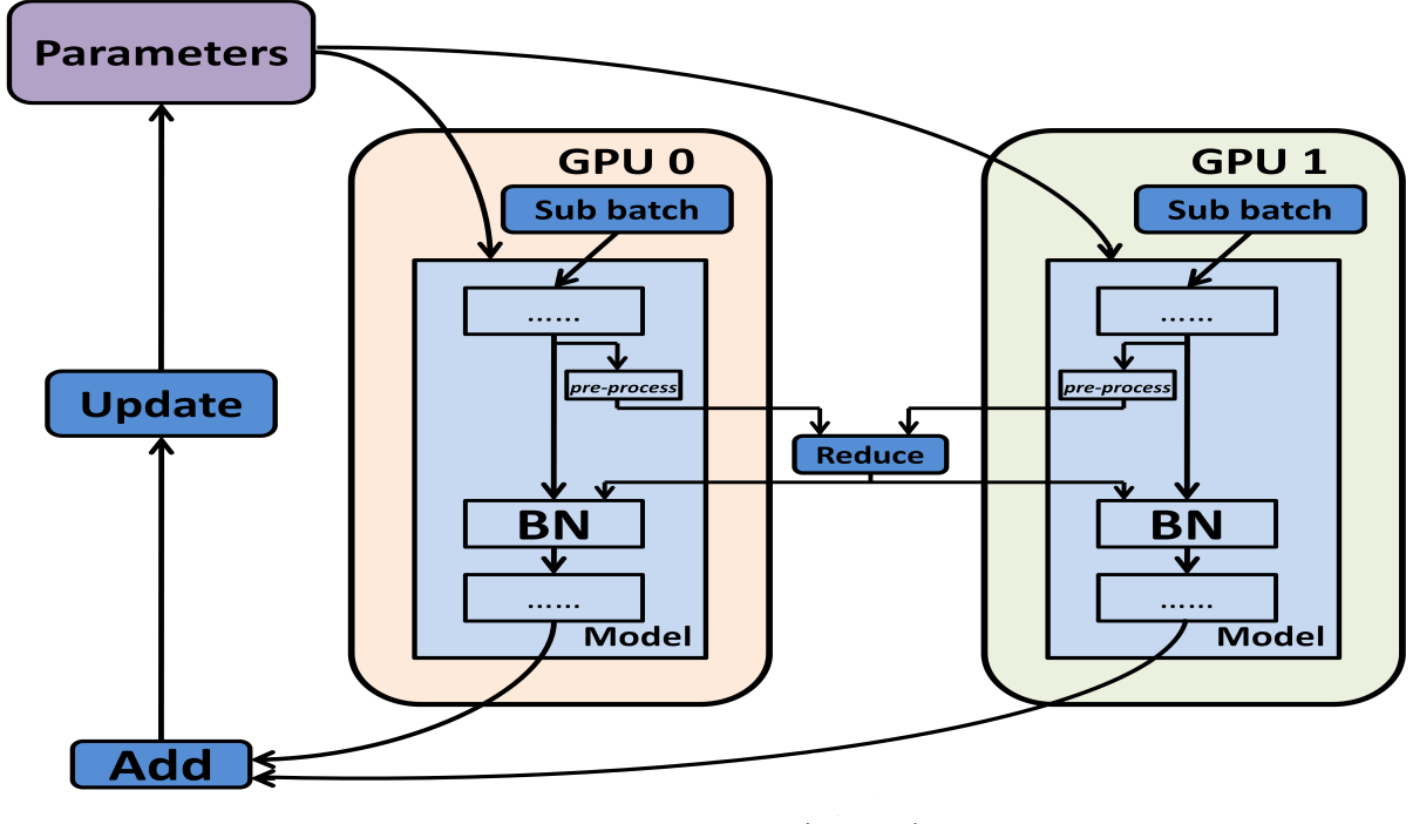 Parameters
GPU 0
GPU 1
Sub batch
Sub batch
......
......
pre-process
pre-process
Update
Reduce
BN
BN
......
......
Model
Model
Add